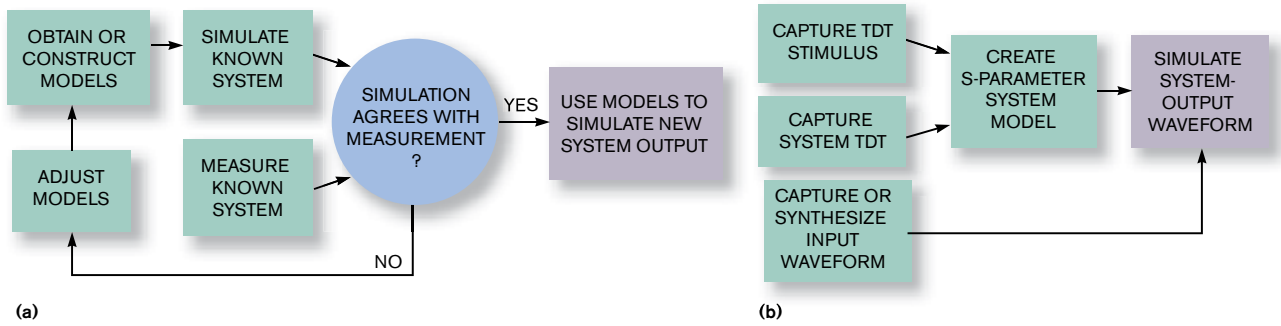 OBTAIN OR
CONSTRUCT
MODELS
SIMULATE
KNOWN
SYSTEM
ADJUST
MODELS
MEASURE
KNOWN
SYSTEM
SIMULATION
AGREES WITH
MEASUREMENT
?
YES
NO
USE MODELS TO
SIMULATE NEW
SYSTEM OUTPUT
(a)
CAPTURE TDT
STIMULUS
CAPTURE
SYSTEM TDT
CAPTURE OR
SYNTHESIZE
INPUT
WAVEFORM
CREATE
S-PARAMETER
SYSTEM
MODEL
SIMULATE
SYSTEM-
OUTPUT
WAVEFORM
(b)